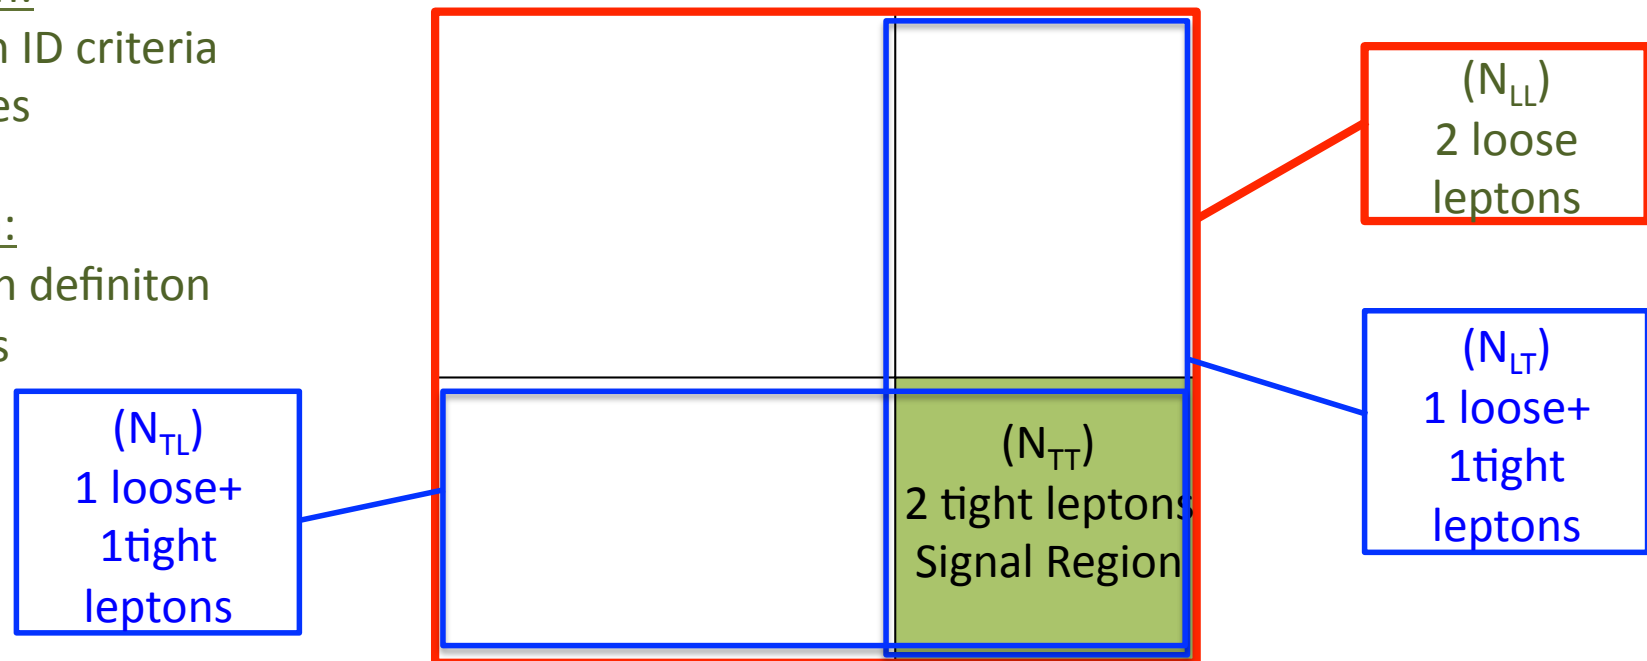 ID criteria
:
definiton
(N_LL)
2 loose
leptons
(N_LT)
1 loose+
1tight
leptons
(N_TL)
1 loose+
1tight
leptons
(N_TT)
2 tight leptons
Signal Region